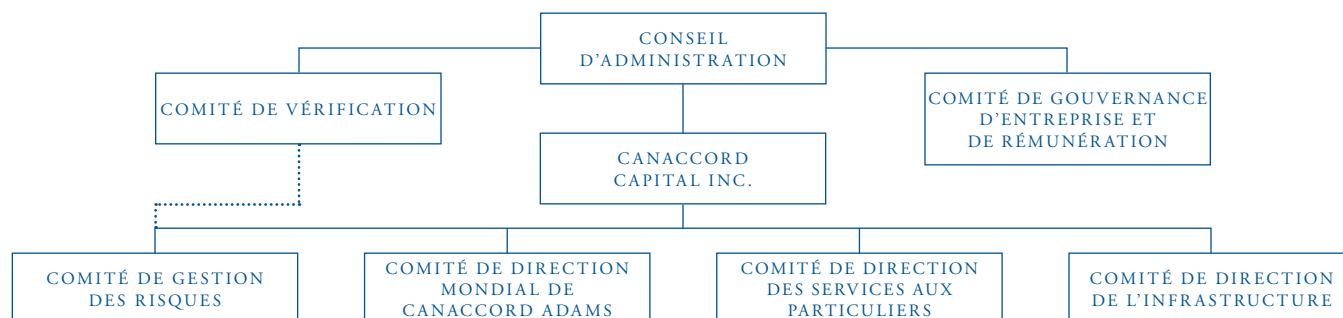 CONSEIL
D'ADMINISTRATION
COMITÉ DE VÉRIFICATION
COMITÉ DE GOUVERNANCE
D'ENTREPRISE ET
DE RÉMUNÉRATION
CANACCORD
CAPITAL INC.
COMITÉ DE GESTION
DES RISQUES
COMITÉ DE DIRECTION
MONDIAL DE
CANACCORD ADAMS
COMITÉ DE DIRECTION
DES SERVICES AUX
PARTICULIERS
COMITÉ DE DIRECTION
DE L'INFRASTRUCTURE